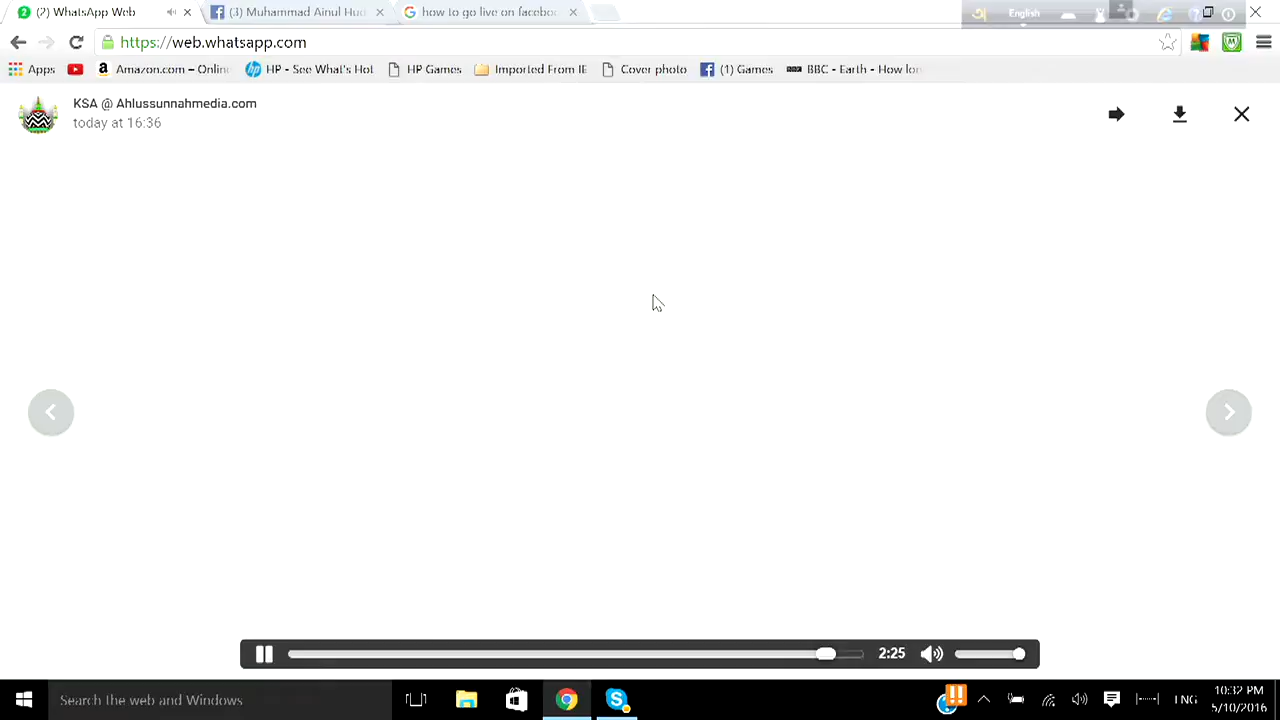 2 (2) WhatsApp Web
(3) Muhammad Ainul Hud
how to go live on faceboo
English
https://web.whatsapp.com
Apps
Amazon.com – Onlin
HP - See What's Hot
HP Games
Imported From IE
Cover photo
(1) Games
BBC - Earth - How lon
KSA @ Ahlussunnahmedia.com
today at 16:36
2:25
Search the web and Windows
ENG
10:32 PM
5/10/2016